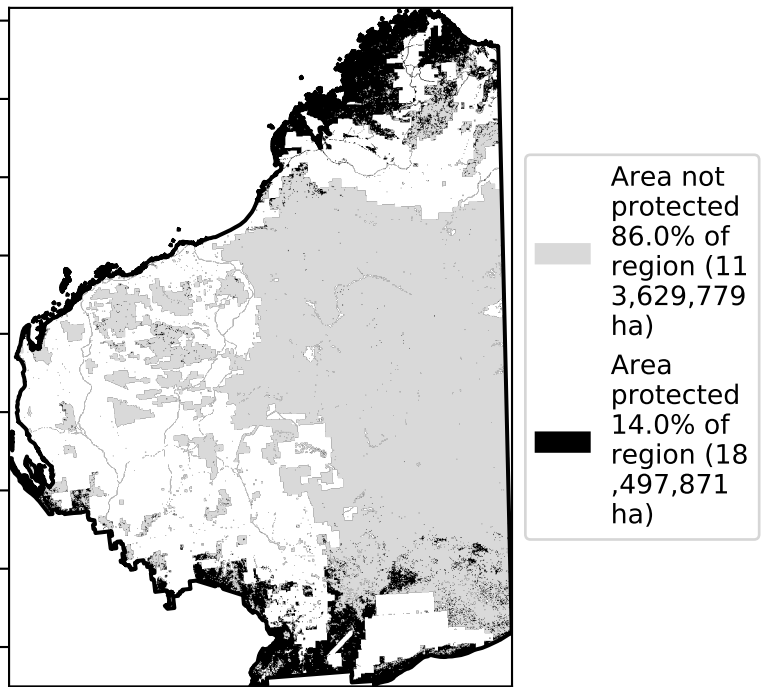 Area not
protected
86.0% of
region (11
3,629,779
ha)
Area
protected
14.0% of
region (18
,497,871
ha)